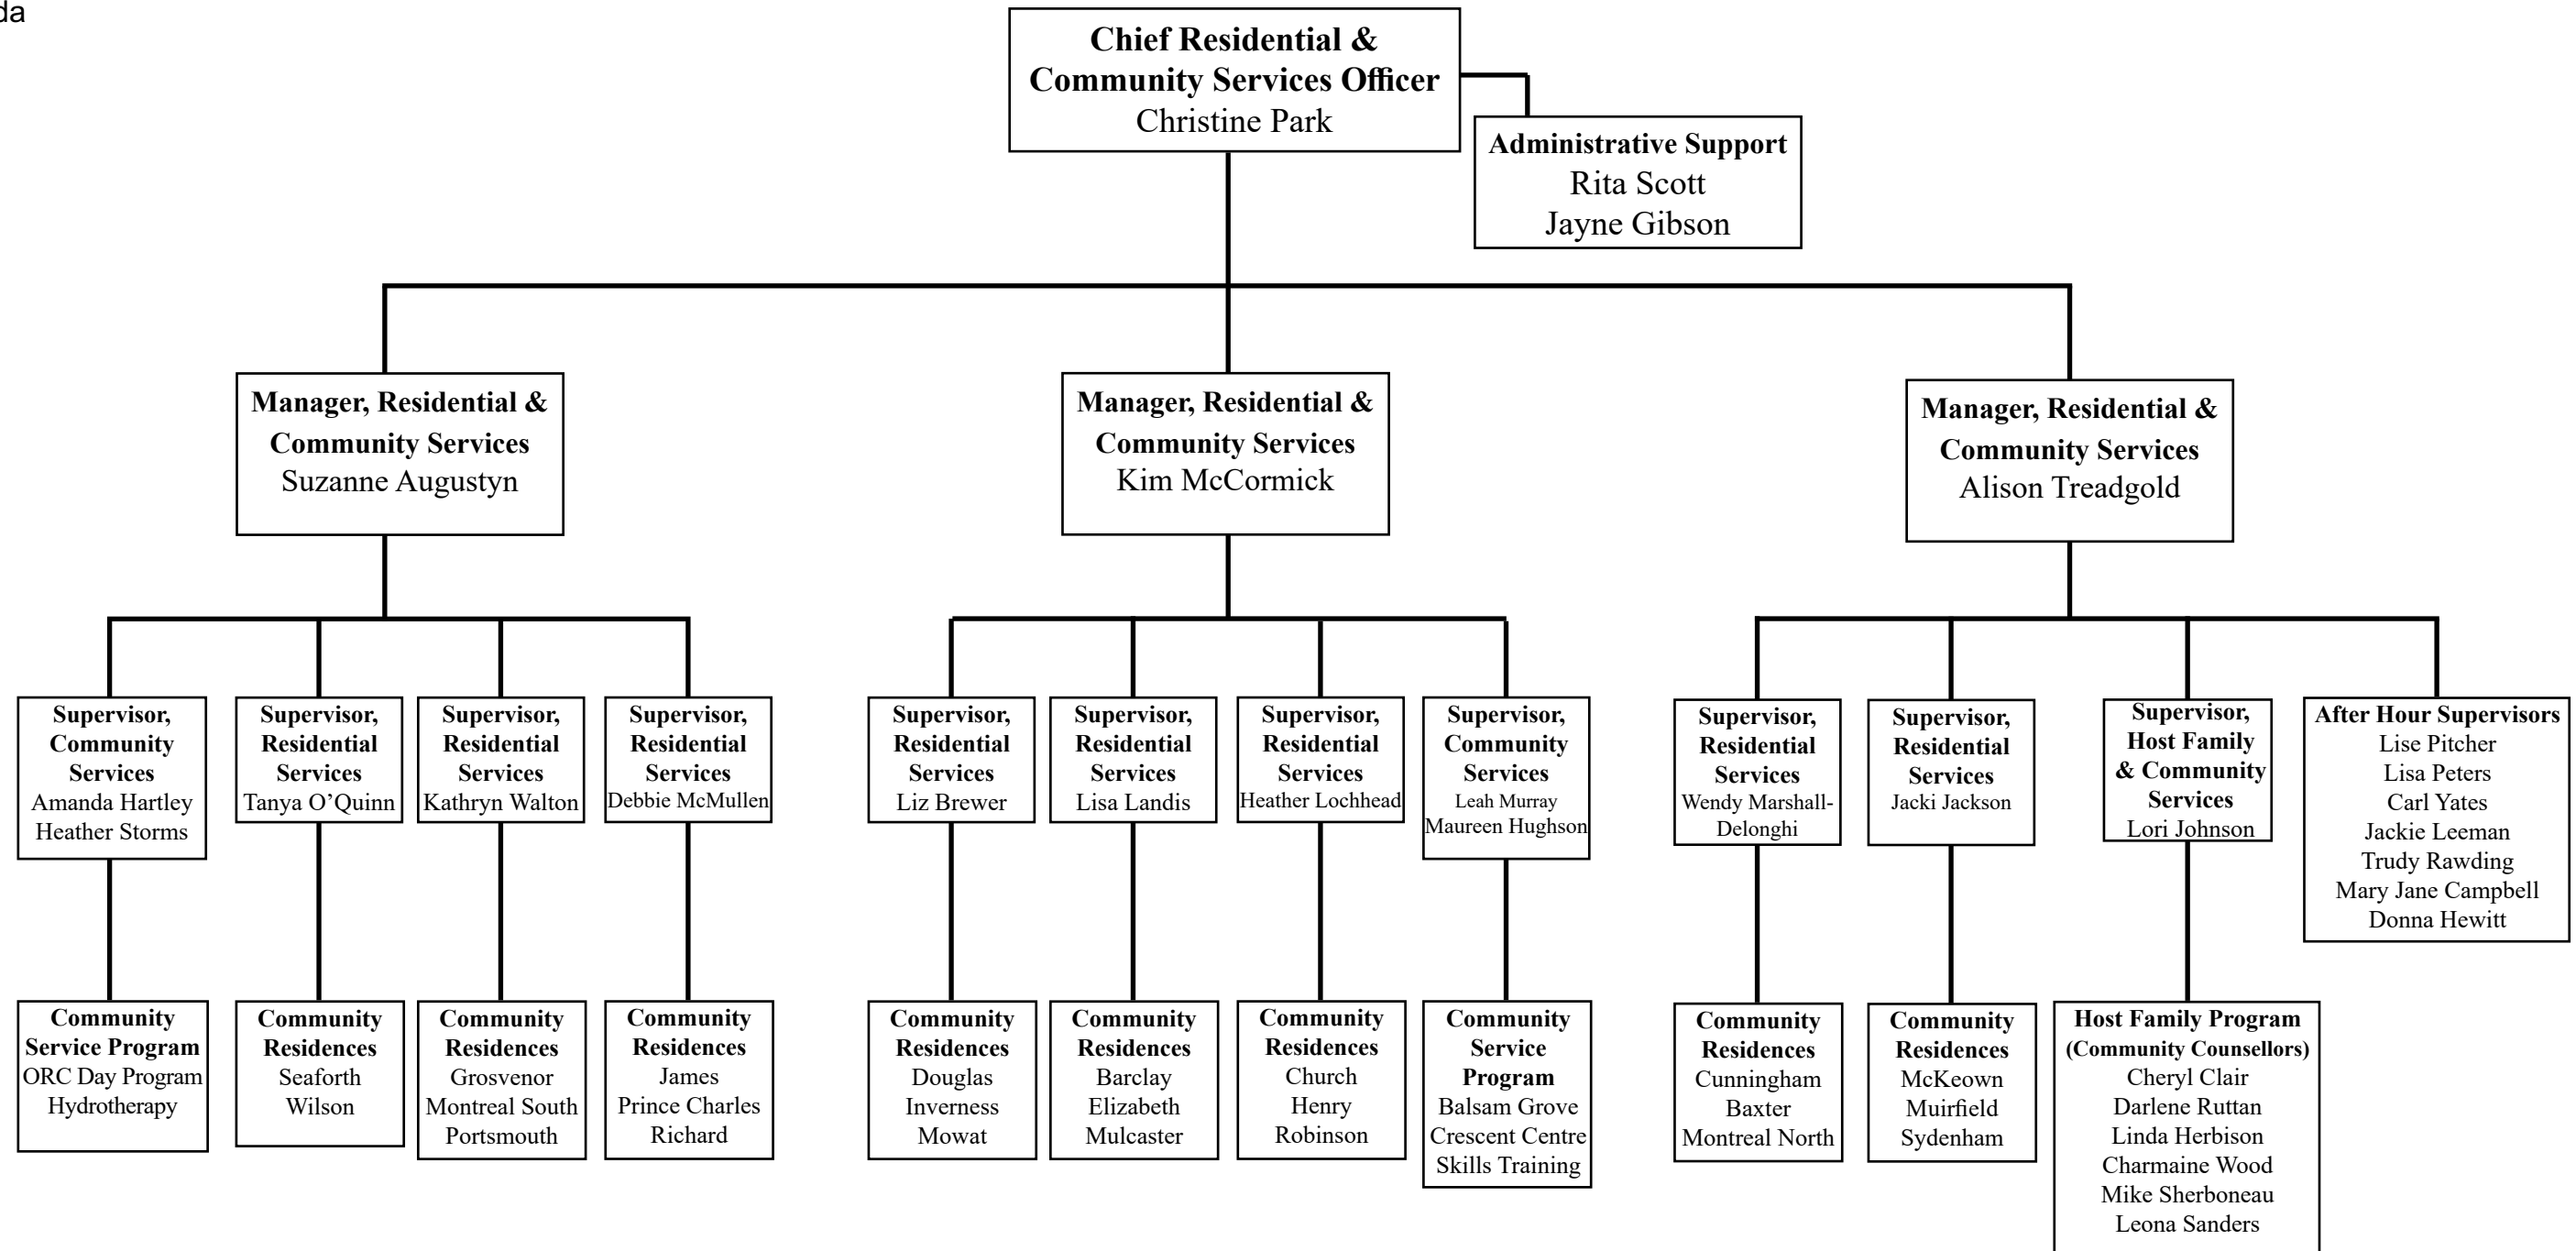 da
Chief Residential &
Community Services Officer
Christine Park
Administrative Support
Rita Scott
Jayne Gibson
Manager, Residential &
Community Services
Suzanne Augustyn
Manager, Residential &
Community Services
Kim McCormick
Manager, Residential &
Community Services
Alison Treadgold
Supervisor,
Community
Services
Amanda Hartley
Heather Storms
Supervisor,
Residential
Services
Tanya O’Quinn
Supervisor,
Residential
Services
Kathryn Walton
Supervisor,
Residential
Services
Debbie McMullen
Supervisor,
Residential
Services
Liz Brewer
Supervisor,
Residential
Services
Lisa Landis
Supervisor,
Residential
Services
Heather Lochhead
Supervisor,
Community
Services
Leah Murray
Maureen Hughson
Supervisor,
Residential
Services
Wendy Marshall-
Delonghi
Supervisor,
Residential
Services
Jacki Jackson
Supervisor,
Host Family
& Community
Services
Lori Johnson
After Hour Supervisors
Lise Pitcher
Lisa Peters
Carl Yates
Jackie Leeman
Trudy Rawding
Mary Jane Campbell
Donna Hewitt
Community
Service Program
ORC Day Program
Hydrotherapy
Community
Residences
Seaforth
Wilson
Community
Residences
Grosvenor
Montreal South
Portsmouth
Community
Residences
James
Prince Charles
Richard
Community
Residences
Douglas
Inverness
Mowat
Community
Residences
Barclay
Elizabeth
Mulcaster
Community
Residences
Church
Henry
Robinson
Community
Service
Program
Balsam Grove
Crescent Centre
Skills Training
Community
Residences
Cunningham
Baxter
Montreal North
Community
Residences
McKeown
Muirfield
Sydenham
Host Family Program
(Community Counsellors)
Cheryl Clair
Darlene Ruttan
Linda Herbison
Charmaine Wood
Mike Sherboneau
Leona Sanders